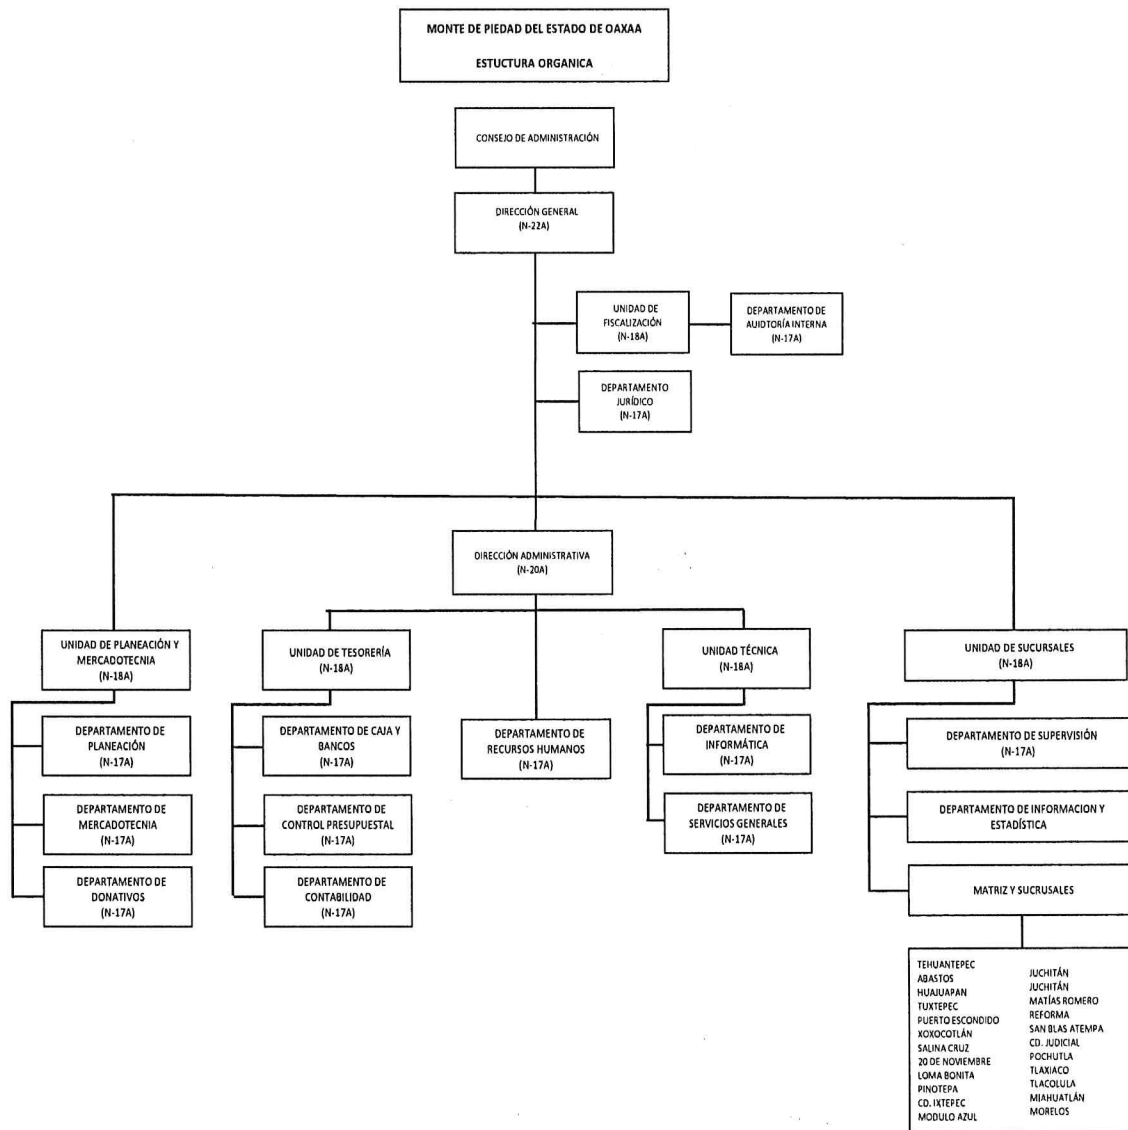 MONTE DE PIEDAD DEL ESTADO DE OAXAA
ESTUCTURA ORGANICA
CONSEJO DE ADMINISTRACIÓN
DIRECCIÓN GENERAL
(N-22A)
UNIDAD DE
FISCALIZACIÓN
(N-18A)
DEPARTAMENTO DE
AUIDTORÍA INTERNA
(N-17A)
DEPARTAMENTO
JURÍDICO
(N-17A)
DIRECCIÓN ADMINISTRATIVA
(N-20A)
UNIDAD DE PLANEACIÓN Y
MERCADOTECNIA
(N-18A)
UNIDAD DE TESORERÍA
(N-18A)
UNIDAD TÉCNICA
(N-18A)
UNIDAD DE SUCURSALES
(N-18A)
DEPARTAMENTO DE
PLANEACIÓN
(N-17A)
DEPARTAMENTO DE CAJA Y
BANCOS
(N-17A)
DEPARTAMENTO DE
RECURSOS HUMANOS
(N-17A)
DEPARTAMENTO DE
INFORMÁTICA
(N-17A)
DEPARTAMENTO DE SUPERVISIÓN
(N-17A)
DEPARTAMENTO DE
MERCADOTECNIA
(N-17A)
DEPARTAMENTO DE
CONTROL PRESUPUESTAL
(N-17A)
DEPARTAMENTO DE
SERVICIOS GENERALES
(N-17A)
DEPARTAMENTO DE INFORMACION Y
ESTADÍSTICA
DEPARTAMENTO DE
DONATIVOS
(N-17A)
DEPARTAMENTO DE
CONTABILIDAD
(N-17A)
MATRIZ Y SUCRUSALES
TEHUANTEPEC
ABASTOS
HUAJUAPAN
TUXTEPEC
PUERTO ESCONDIDO
XOXOCOTLÁN
SALINA CRUZ
20 DE NOVIEMBRE
LOMA BONITA
PINOTEPA
CD. IXTEPEC
MODULO AZUL
JUCHITÁN
JUCHITÁN
MATÍAS ROMERO
REFORMA
SAN BLAS ATEMPA
CD. JUDICIAL
POCHUTLA
TLAXIACO
TLACOLULA
MIAHUATLÁN
MORELOS